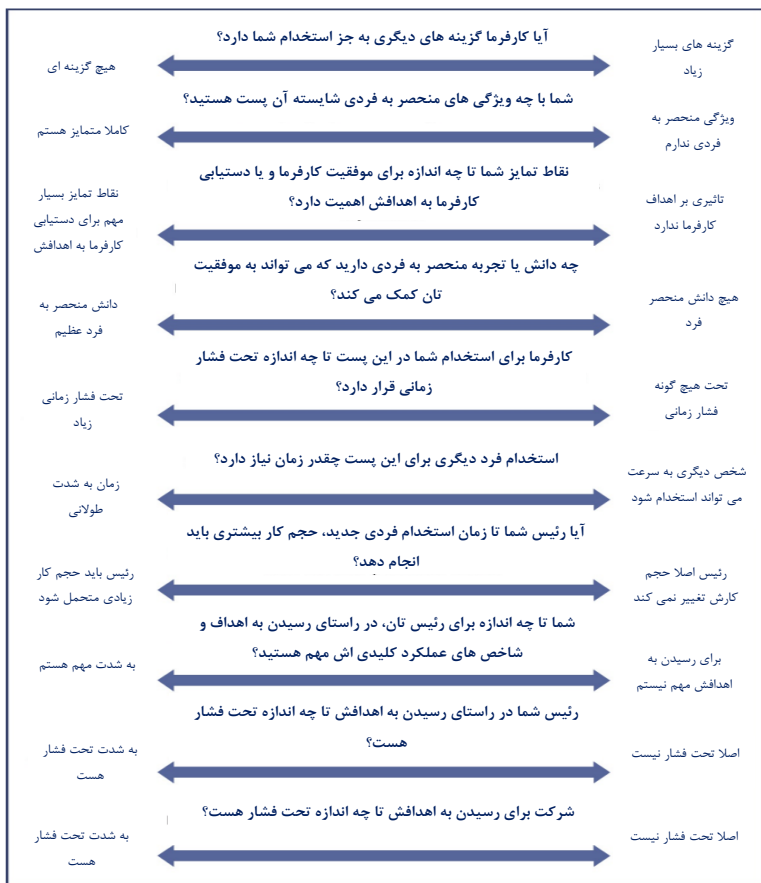 آیا کارفرما گزینه های دیگری به جز استخدام شما دارد؟
گزینه های بسیار
زیاد
هیچ گزینه ای
شما با چه ویژگی های منحصر به فردی شایسته آن پست هستید؟
ویژگی منحصر به
فردی ندارم
کاملا متمایز هستم
نقاط تمایز شما تا چه اندازه برای موفقیت کارفرما و یا دستیابی
کارفرما به اهدافش اهمیت دارد؟
تاثیری بر اهداف
کارفرما ندارد
نقاط تمایز بسیار
مهم برای دستیابی
کارفرما به اهدافش
چه دانش یا تجربه منحصر به فردی دارید که می تواند به موفقیت
تان کمک می کند؟
هیچ دانش منحصر
فرد
دانش منحصر به
فرد عظیم
کارفرما برای استخدام شما در این پست تا چه اندازه تحت فشار
زمانی قرار دارد؟
تحت هیچ گونه
فشار زمانی
تحت فشار زمانی
زیاد
استخدام فرد دیگری برای این پست چقدر زمان نیاز دارد؟
شخص دیگری به سرعت
می تواند استخدام شود
زمان به شدت
طولانی
آیا رئیس شما تا زمان استخدام فردی جدید، حجم کار بیشتری باید
انجام دهد؟
رئیس اصلا حجم
کارش تغییر نمی کند
رئیس باید حجم کار
زیادی متحمل شود
شما تا چه اندازه برای رئیس تان، در راستای رسیدن به اهداف و
شاخص های عملکرد کلیدی اش مهم هستید؟
برای رسیدن به
اهدافش مهم نیستم
به شدت مهم هستم
رئیس شما در راستای رسیدن به اهدافش تا چه اندازه تحت فشار
هست؟
اصلا تحت فشار نیست
به شدت تحت فشار
هست
شرکت برای رسیدن به اهدافش تا چه اندازه تحت فشار هست؟
اصلا تحت فشار نیست
به شدت تحت فشار
هست